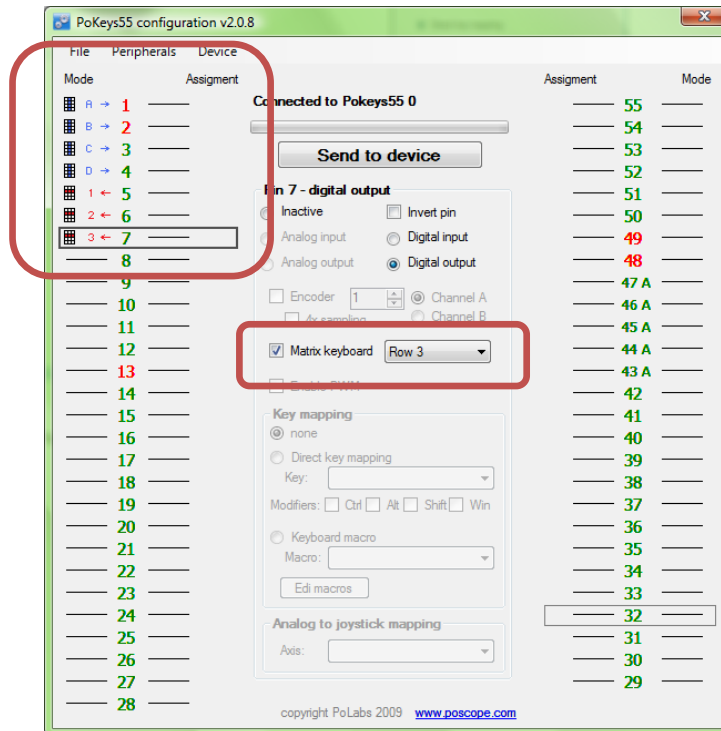 PoKeys55 configuration v2.0.8
File Peripherals Device
Mode Assigment
Assigment Mode
A → 1
B → 2
C → 3
D → 4
1 ← 5
2 ← 6
3 ← 7
8
9
10
11
12
13
14
15
16
17
18
19
20
21
22
23
24
25
26
27
28
Connected to Pokeys55 0
Send to device
Pin 7 - digital output
Inactive Invert pin
Analog input Digital input
Analog output Digital output
Encoder 1 Channel A
4x sampling Channel B
Matrix keyboard Row 3
Enable PWM
Key mapping
none
Direct key mapping
Key:
Modifiers: Ctrl Alt Shift Win
Keyboard macro
Macro:
Edi macros
Analog to joystick mapping
Axis:
copyright PoLabs 2009 www.poscope.com
55
54
53
52
51
50
49
48
47 A
46 A
45 A
44 A
43 A
42
41
40
39
38
37
36
35
34
33
32
31
30
29